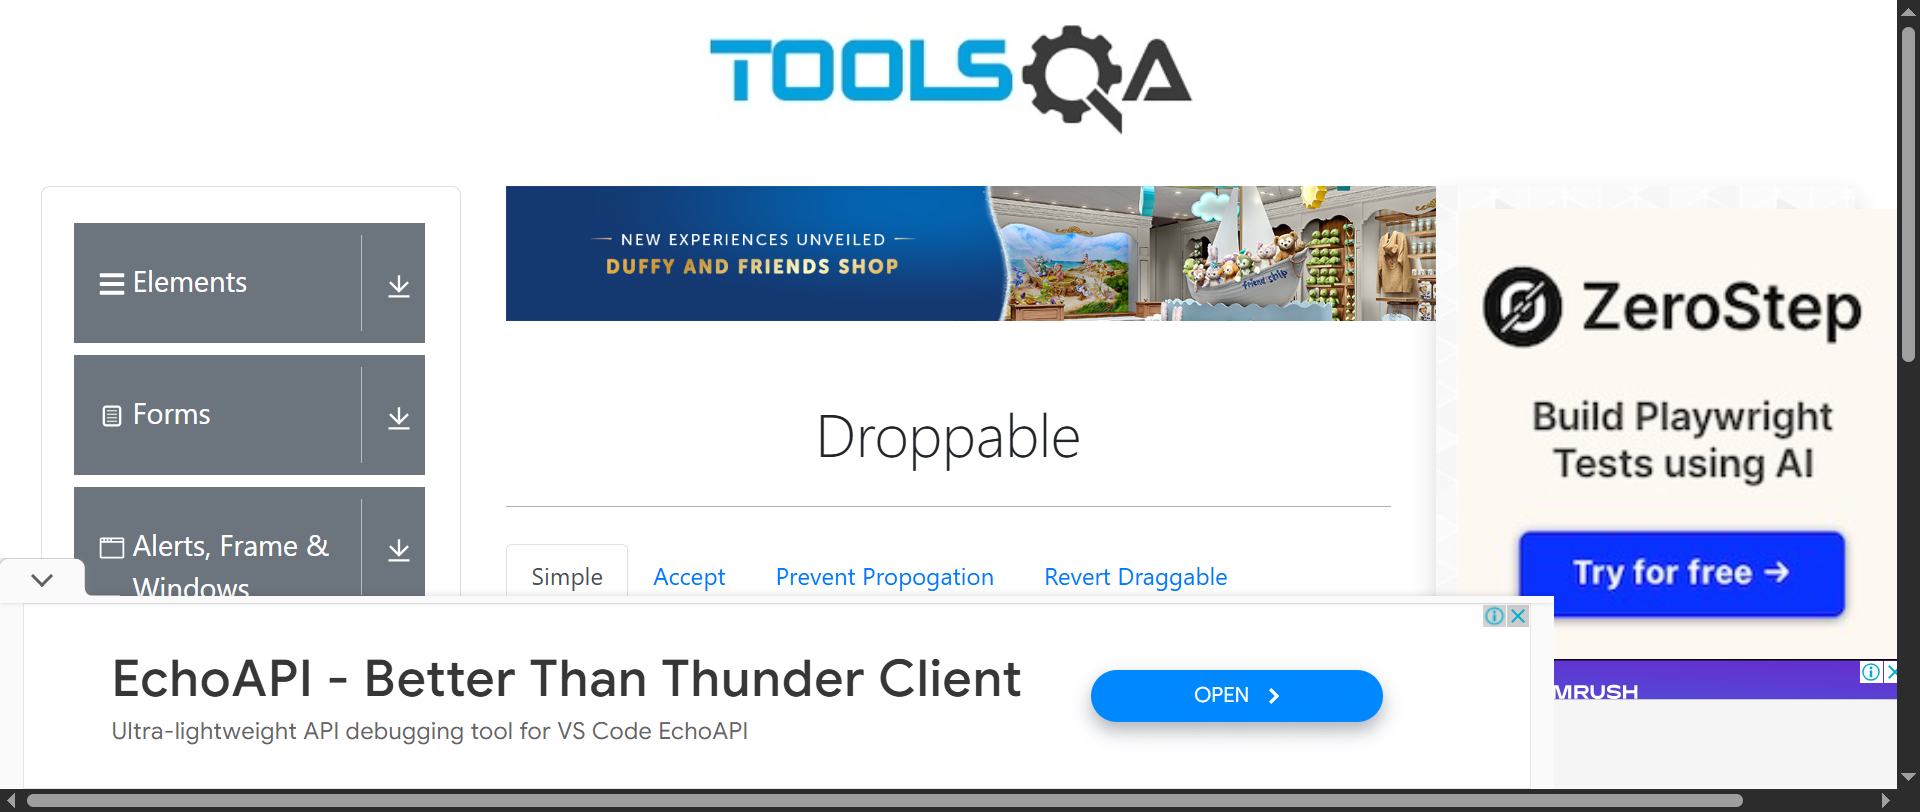 TOOLSQA
Elements
Forms
Alerts, Frame &
Windows
NEW EXPERIENCES UNVEILED
DUFFY AND FRIENDS SHOP
friend ship
Droppable
Simple
Accept
Prevent Propogation
Revert Draggable
ZeroStep
Build Playwright
Tests using AI
Try for free →
MRUSH
EchoAPI - Better Than Thunder Client
Ultra-lightweight API debugging tool for VS Code EchoAPI
OPEN